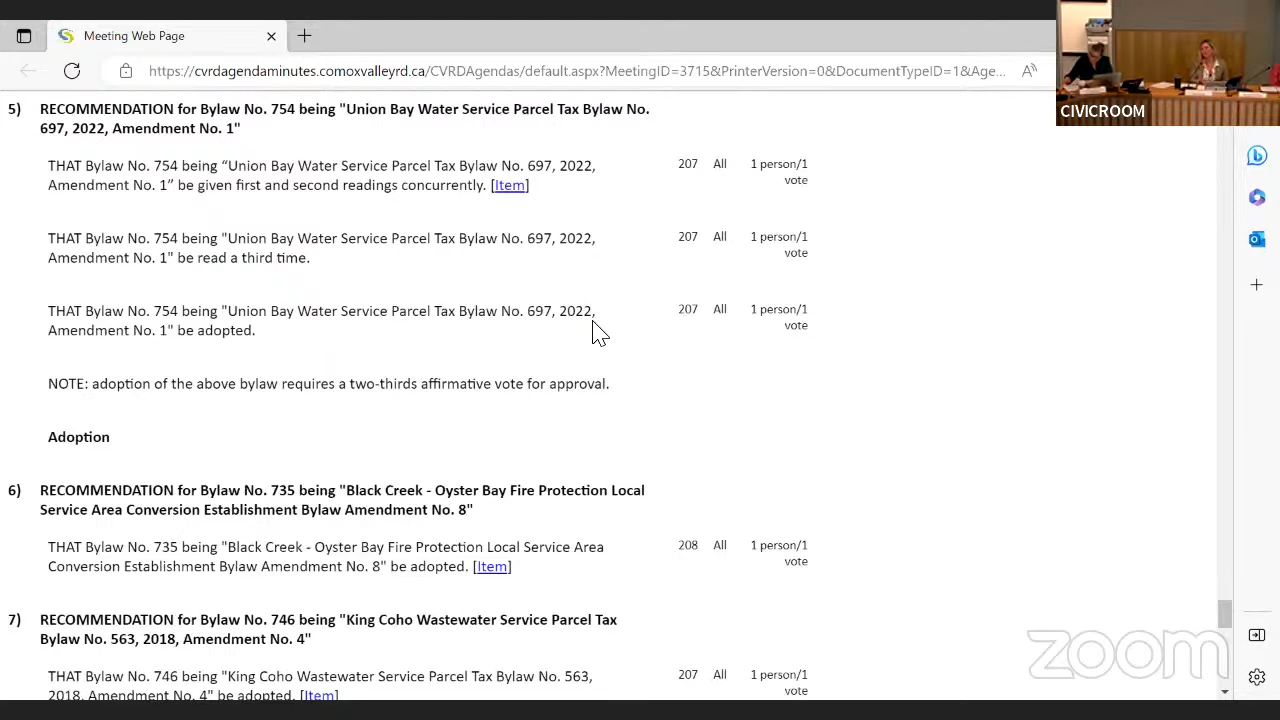 Meeting Web Page
https://cvrdagendaminutes.comoxvalleyrd.ca/CVRDAgendas/default.aspx?MeetingID=3715&PrinterVersion=0&DocumentTypeID=1&Age...
CIVICROOM
5) RECOMMENDATION for Bylaw No. 754 being "Union Bay Water Service Parcel Tax Bylaw No.
697, 2022, Amendment No. 1"
THAT Bylaw No. 754 being “Union Bay Water Service Parcel Tax Bylaw No. 697, 2022, 207 All 1 person/1
Amendment No. 1” be given first and second readings concurrently. [Item] vote
THAT Bylaw No. 754 being "Union Bay Water Service Parcel Tax Bylaw No. 697, 2022, 207 All 1 person/1
Amendment No. 1" be read a third time. vote
THAT Bylaw No. 754 being "Union Bay Water Service Parcel Tax Bylaw No. 697, 2022, 207 All 1 person/1
Amendment No. 1" be adopted. vote
NOTE: adoption of the above bylaw requires a two-thirds affirmative vote for approval.
Adoption
6) RECOMMENDATION for Bylaw No. 735 being "Black Creek - Oyster Bay Fire Protection Local
Service Area Conversion Establishment Bylaw Amendment No. 8"
THAT Bylaw No. 735 being "Black Creek - Oyster Bay Fire Protection Local Service Area 208 All 1 person/1
Conversion Establishment Bylaw Amendment No. 8" be adopted. [Item] vote
7) RECOMMENDATION for Bylaw No. 746 being "King Coho Wastewater Service Parcel Tax
Bylaw No. 563, 2018, Amendment No. 4"
THAT Bylaw No. 746 being "King Coho Wastewater Service Parcel Tax Bylaw No. 563, 207 All 1 person/1
2018, Amendment No. 4" be adopted. [Item] vote
zoom